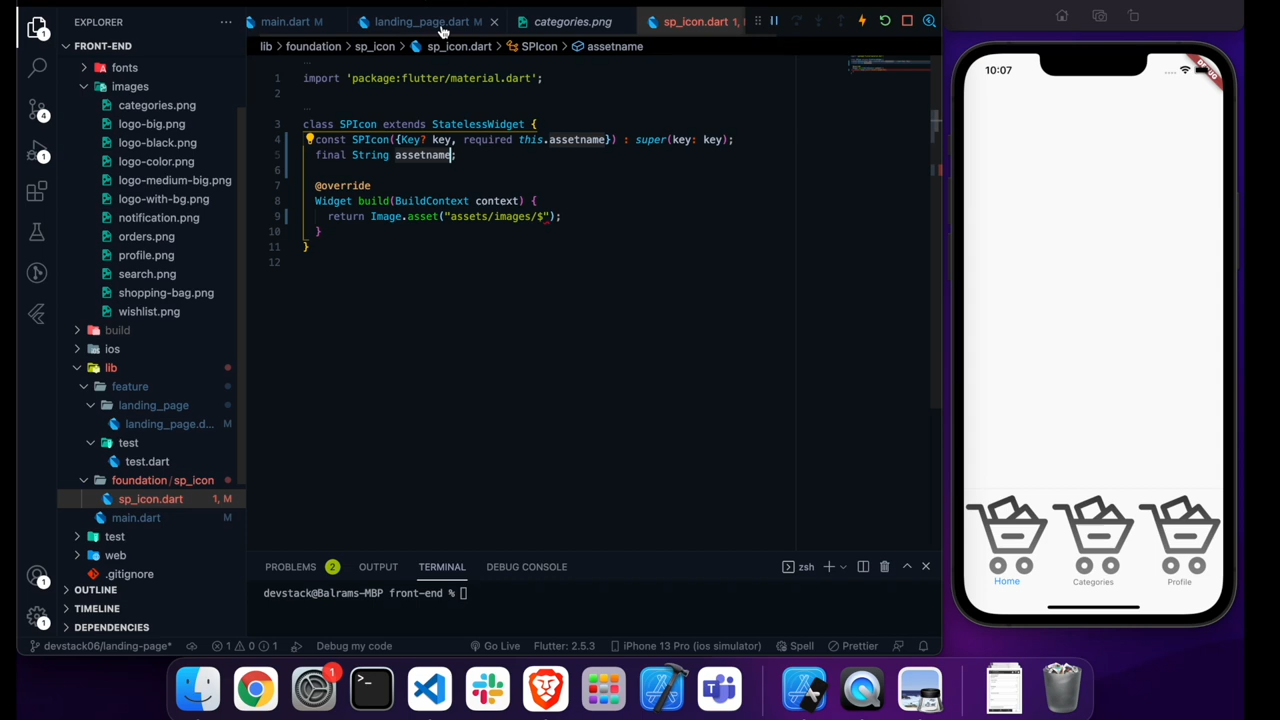 EXPLORER
FRONT-END
fonts
images
categories.png
logo-big.png
logo-black.png
logo-color.png
logo-medium-big.png
logo-with-bg.png
notification.png
orders.png
profile.png
search.png
shopping-bag.png
wishlist.png
build
ios
lib
feature
landing_page
landing_page.d... M
test
test.dart
foundation / sp_icon
sp_icon.dart 1, M
main.dart M
test
web
.gitignore
OUTLINE
TIMELINE
DEPENDENCIES
main.dart M
landing_page.dart M
categories.png
sp_icon.dart 1,
lib > foundation > sp_icon > sp_icon.dart > SPIcon > assetname
1 import 'package:flutter/material.dart';
2
3 class SPIcon extends StatelessWidget {
4 const SPIcon({Key? key, required this.assetname}) : super(key: key);
5 final String assetname;
6
7 @override
8 Widget build(BuildContext context) {
9 return Image.asset("assets/images/$");
10 }
11 }
12
PROBLEMS 2 OUTPUT TERMINAL DEBUG CONSOLE zsh
devstack@Balrams-MBP front-end %
devstack06/landing-page* 1 0 1 Debug my code Go Live Flutter: 2.5.3 iPhone 13 Pro (ios simulator) Spell Prettier
4
1
1
1
10:07
Home Categories Profile
1